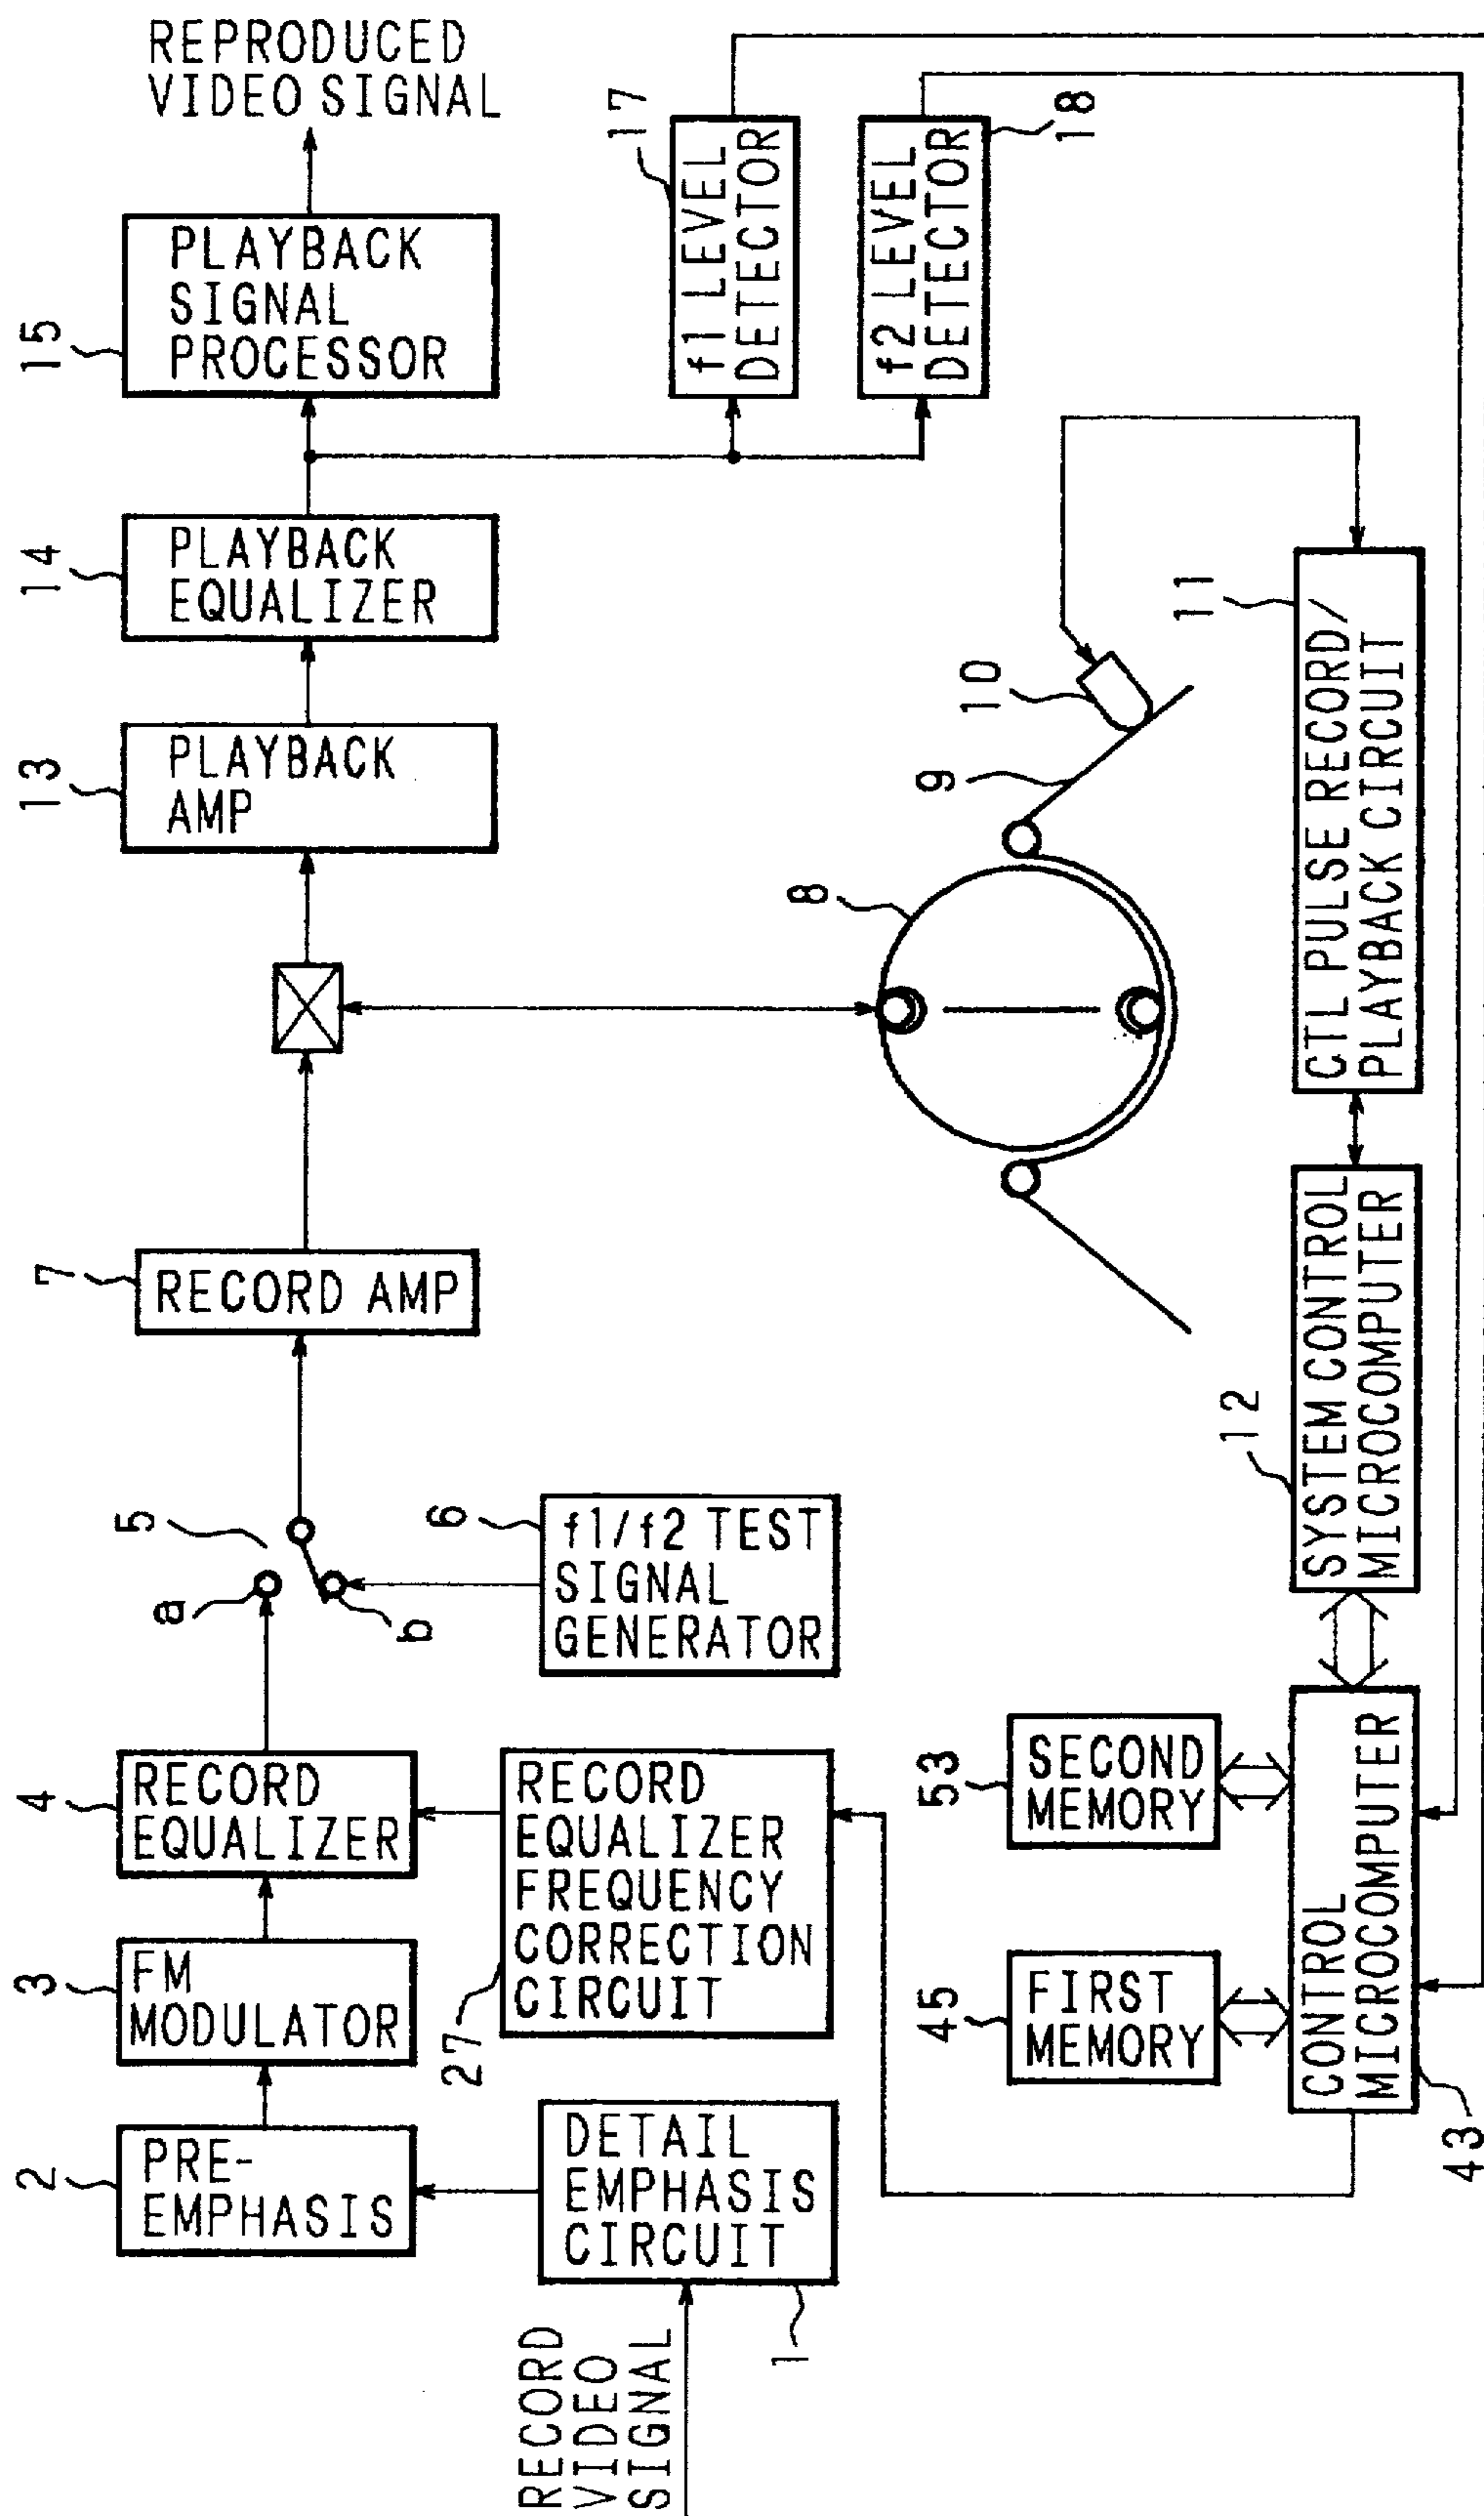 RECORD
VIDEO
SIGNAL
1
DETAIL
EMPHASIS
CIRCUIT
2
PRE-
EMPHASIS
3
FM
MODULATOR
4
RECORD
EQUALIZER
27
RECORD
EQUALIZER
FREQUENCY
CORRECTION
CIRCUIT
5
a
b
6
f1/f2 TEST
SIGNAL
GENERATOR
7
RECORD AMP
13
PLAYBACK
AMP
14
PLAYBACK
EQUALIZER
15
PLAYBACK
SIGNAL
PROCESSOR
REPRODUCED
VIDEO SIGNAL
17
f1 LEVEL
DETECTOR
f2 LEVEL
DETECTOR
18
8
9
10
11
CTL PULSE RECORD/
PLAYBACK CIRCUIT
12
SYSTEM CONTROL
MICROCOMPUTER
45
FIRST
MEMORY
53
SECOND
MEMORY
CONTROL
MICROCOMPUTER
43